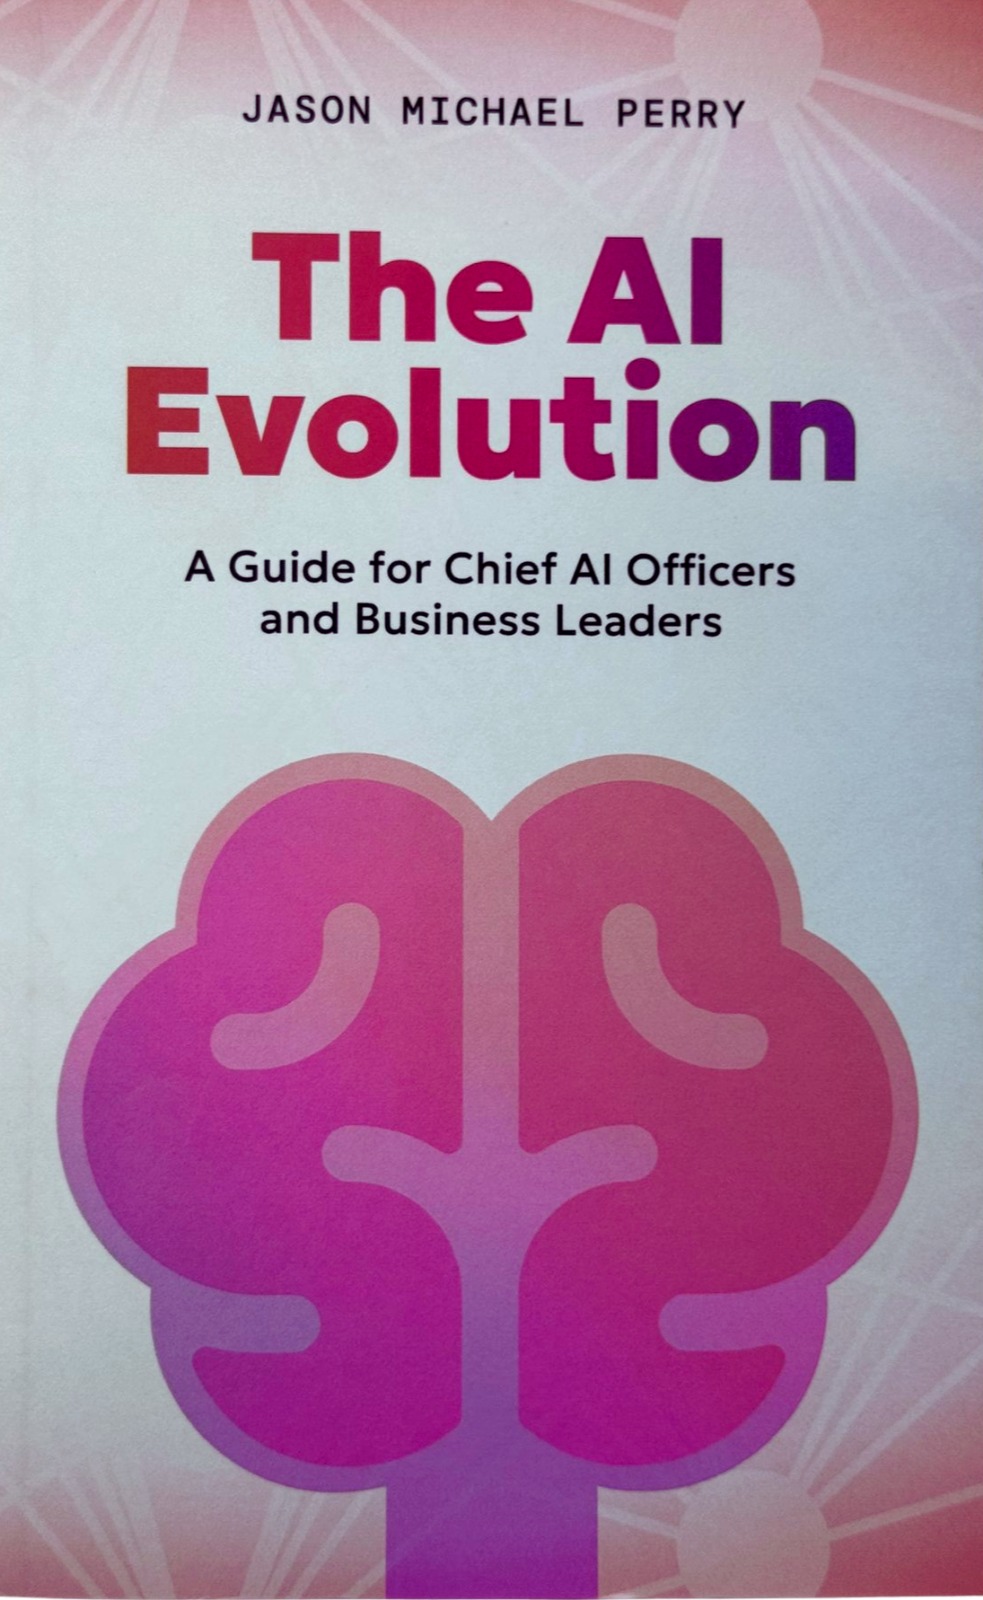 JASON MICHAEL PERRY
The AI
Evolution
A Guide for Chief AI Officers
and Business Leaders